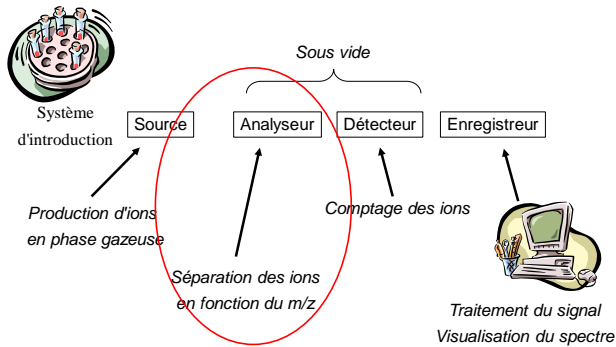 Sous vide
Système
d'introduction
Source
Analyseur
Détecteur
Enregistreur
Production d'ions
en phase gazeuse
Séparation des ions
en fonction du m/z
Comptage des ions
Traitement du signal
Visualisation du spectre